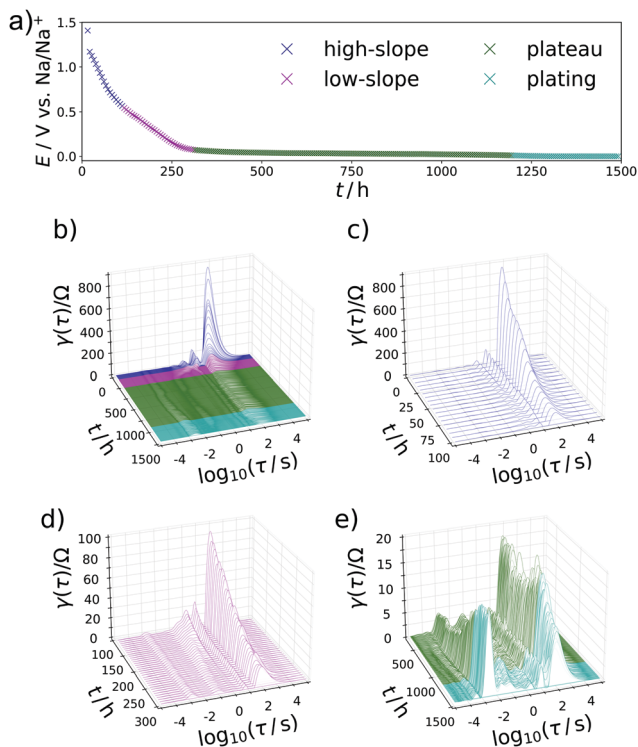 a)
E / V vs. Na/Na⁺
1.5
1.0
0.5
0.0
high-slope
low-slope
plateau
plating
0 250 500 750 1000 1250 1500
t/h
b)
γ(τ)/Ω
800
600
400
200
0
0
500
1000
1500
t/h
-4 -2 0 2 4
log₁₀(τ/s)
c)
γ(τ)/Ω
800
600
400
200
0
0
25
50
75
100
t/h
-4 -2 0 2 4
log₁₀(τ/s)
d)
γ(τ)/Ω
100
80
60
40
20
0
100
150
200
250
300
t/h
-4 -2 0 2 4
log₁₀(τ/s)
e)
γ(τ)/Ω
20
15
10
5
0
500
1000
1500
t/h
-4 -2 0 2 4
log₁₀(τ/s)